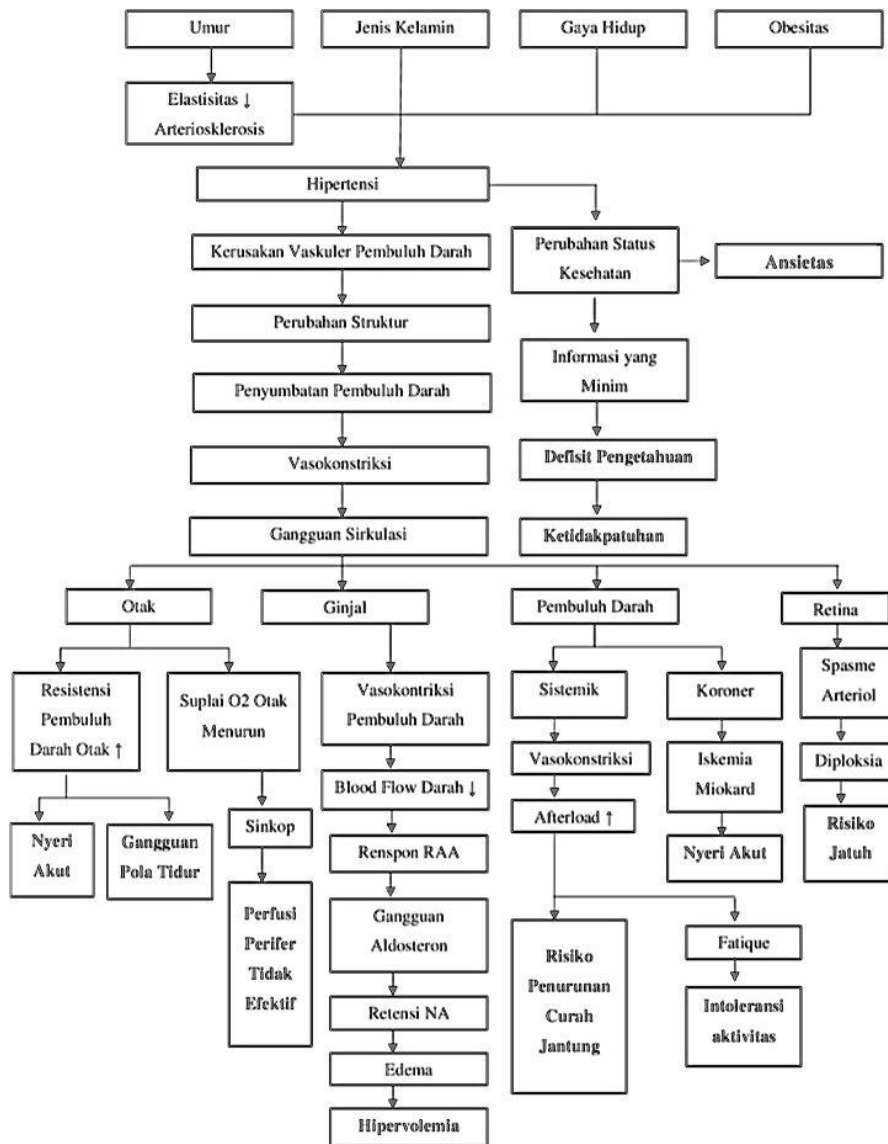 Umur
Jenis Kelamin
Gaya Hidup
Obesitas
Elastisitas ↓
Arteriosklerosis
Hipertensi
Kerusakan Vaskuler Pembuluh Darah
Perubahan Status
Kesehatan
Ansietas
Perubahan Struktur
Informasi yang
Minim
Penyumbatan Pembuluh Darah
Vasokonstriksi
Defisit Pengetahuan
Gangguan Sirkulasi
Ketidakpatuhan
Otak
Ginjal
Pembuluh Darah
Retina
Resistensi
Pembuluh
Darah Otak ↑
Suplai O2 Otak
Menurun
Vasokontriksi
Pembuluh Darah
Sistemik
Koroner
Spasme
Arteriol
Blood Flow Darah ↓
Vasokonstriksi
Iskemia
Miokard
Diploksia
Nyeri
Akut
Gangguan
Pola Tidur
Sinkop
Renspon RAA
Afterload ↑
Nyeri Akut
Risiko
Jatuh
Perfusi
Perifer
Tidak
Efektif
Gangguan
Aldosteron
Risiko
Penurunan
Curah
Jantung
Fatique
Retensi NA
Intoleransi
aktivitas
Edema
Hipervolemia